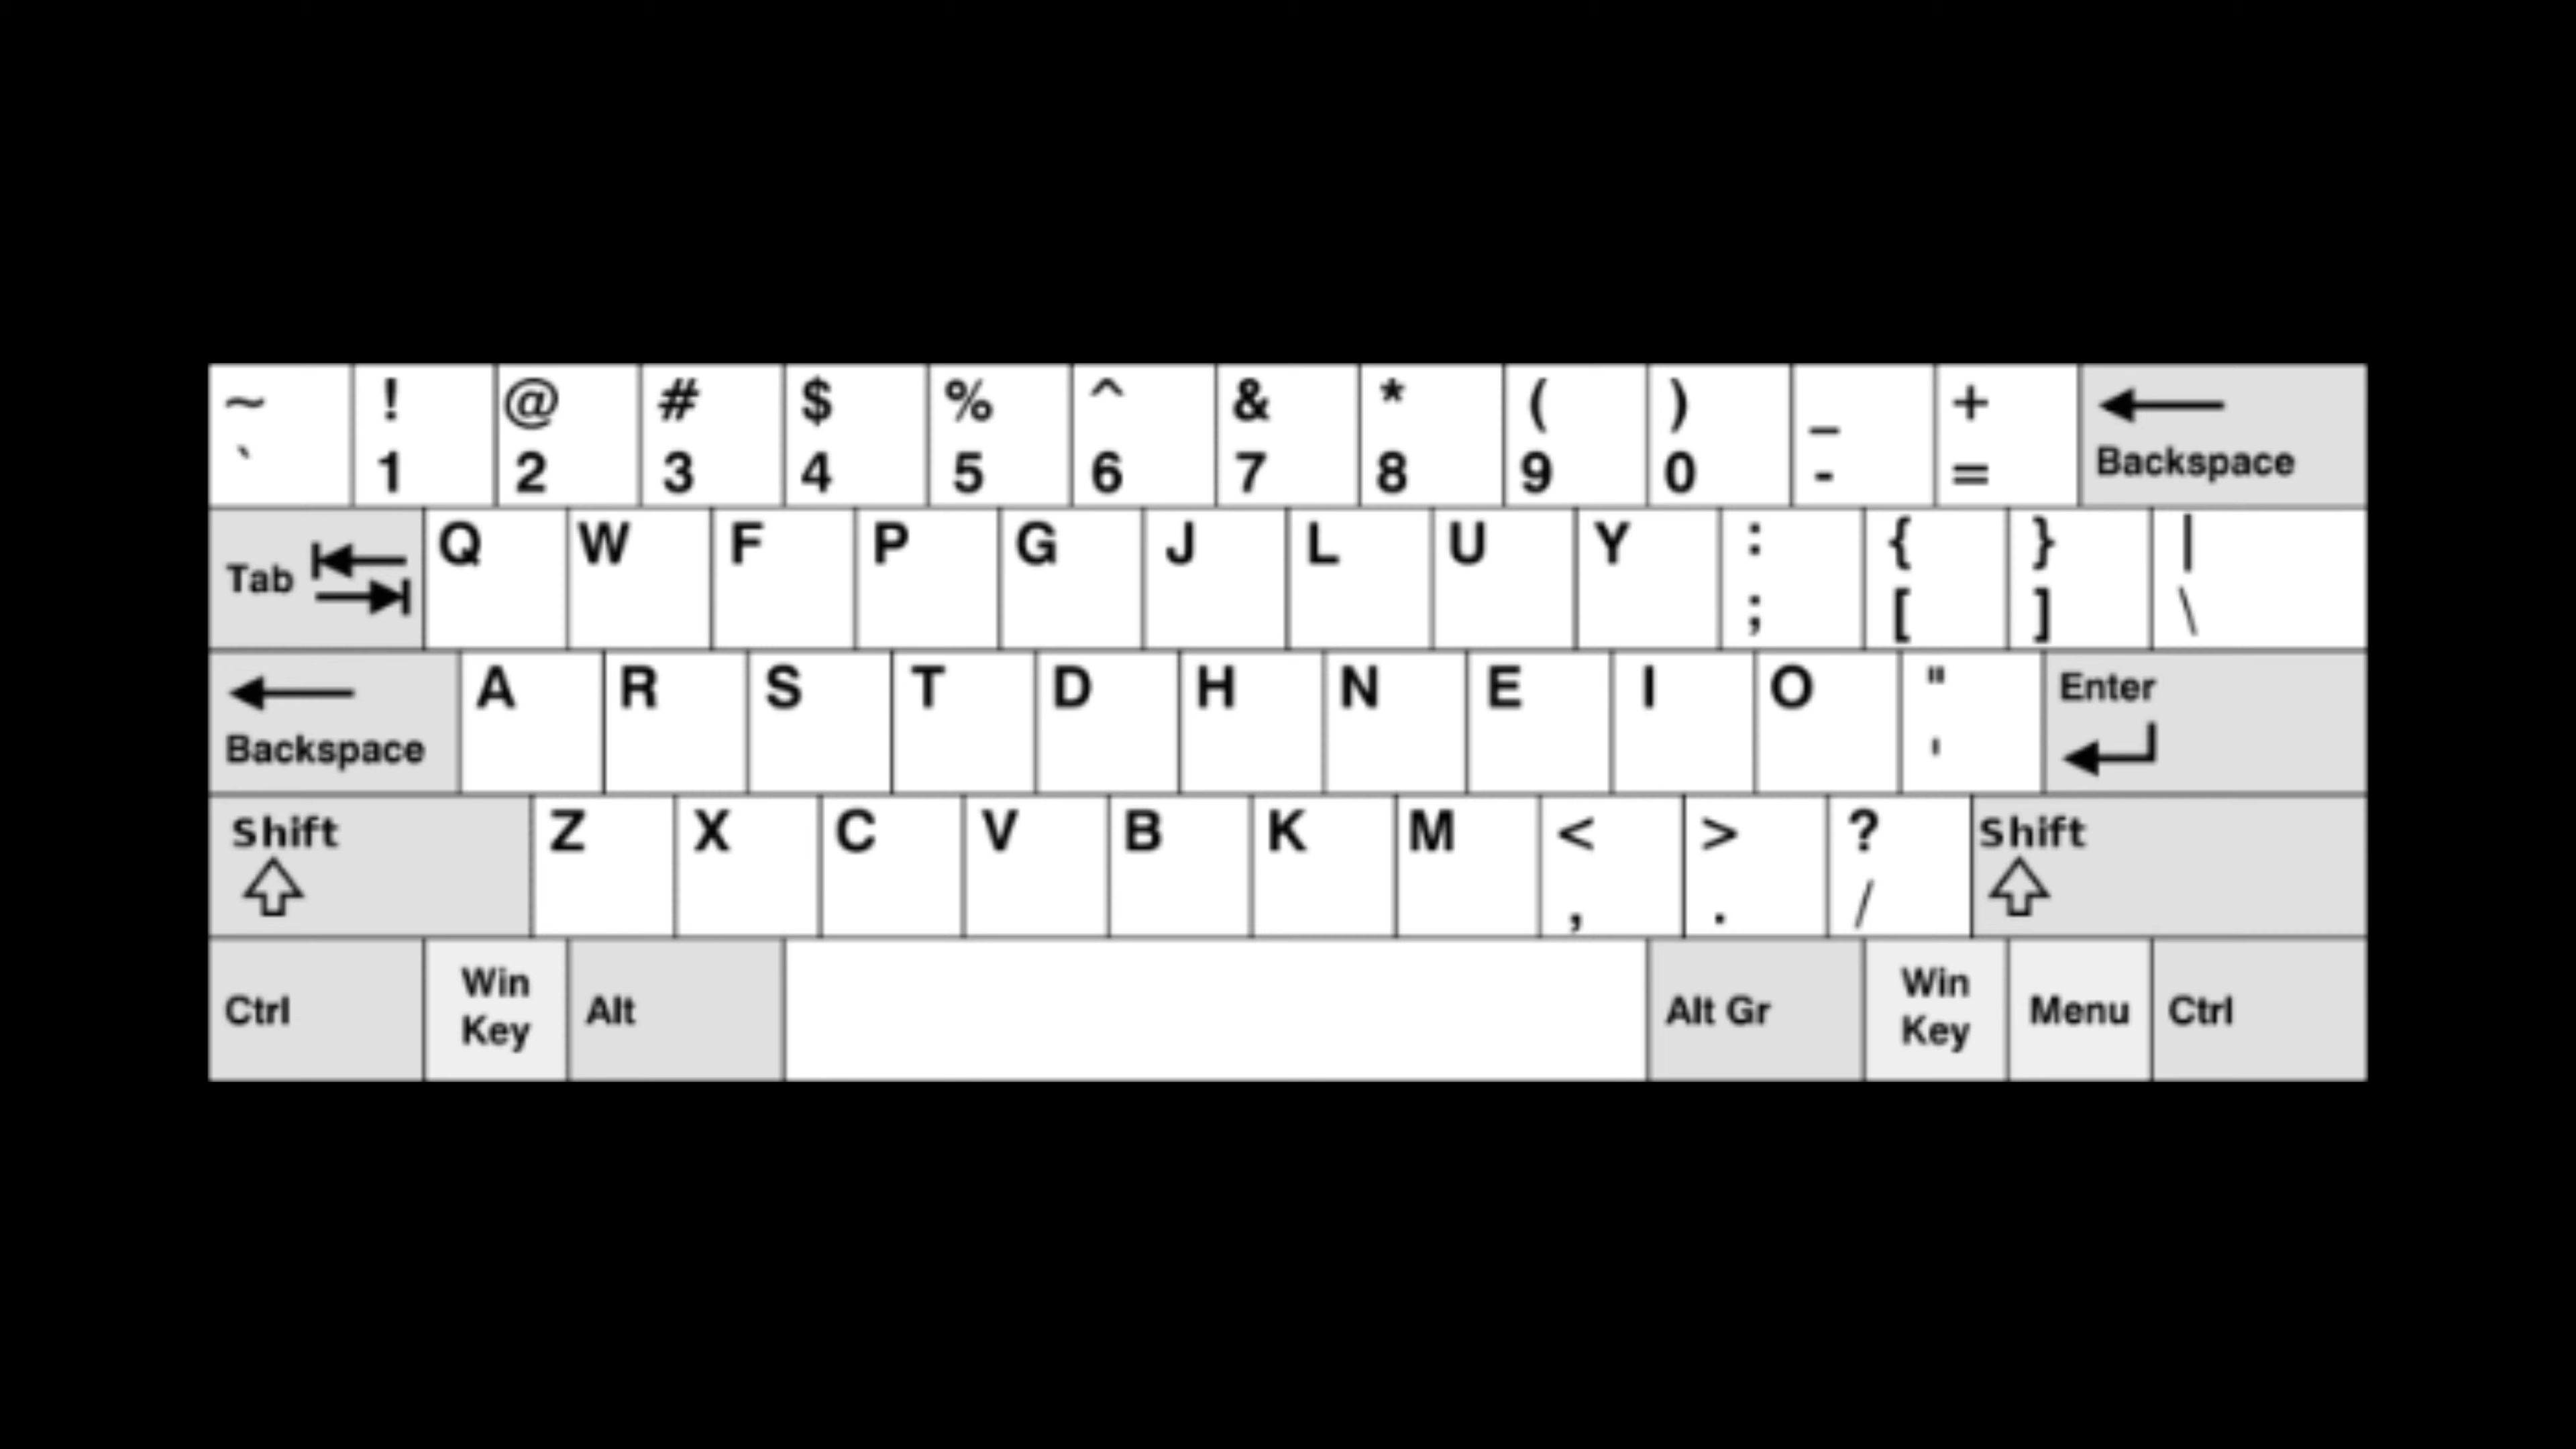 ~ ! @ # $ % ^ & * ( ) _ +
` 1 2 3 4 5 6 7 8 9 0 - = Backspace
Tab Q W F P G J L U Y : { } |
; [ ] \
A R S T D H N E I O " Enter
Backspace '
Shift Z X C V B K M < > ? Shift
, . /
Ctrl Win Key Alt Alt Gr Win Key Menu Ctrl